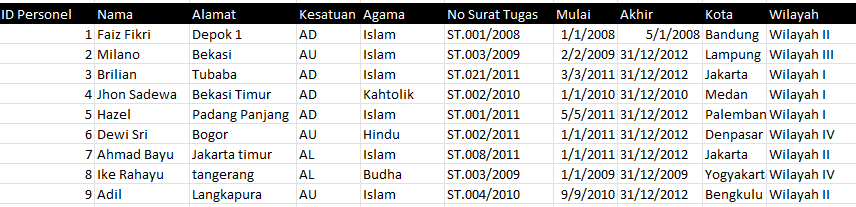 ID Personel Nama Alamat Kesatuan Agama No Surat Tugas Mulai Akhir Kota Wilayah
1 Faiz Fikri Depok 1 AD Islam ST.001/2008 1/1/2008 5/1/2008 Bandung Wilayah II
2 Milano Bekasi AU Islam ST.003/2009 2/2/2009 31/12/2012 Lampung Wilayah III
3 Brilian Tubaba AD Islam ST.021/2011 3/3/2011 31/12/2012 Jakarta Wilayah I
4 Jhon Sadewa Bekasi Timur AD Kahtolik ST.002/2010 1/1/2010 31/12/2010 Medan Wilayah I
5 Hazel Padang Panjang AD Islam ST.001/2011 5/5/2011 31/12/2012 Palemban Wilayah I
6 Dewi Sri Bogor AU Hindu ST.002/2011 1/1/2011 31/12/2012 Denpasar Wilayah IV
7 Ahmad Bayu Jakarta timur AL Islam ST.008/2011 1/1/2011 31/12/2012 Jakarta Wilayah II
8 Ike Rahayu tangerang AL Budha ST.003/2009 1/1/2009 31/12/2009 Yogyakart Wilayah IV
9 Adil Langkapura AU Islam ST.004/2010 9/9/2010 31/12/2012 Bengkulu Wilayah II